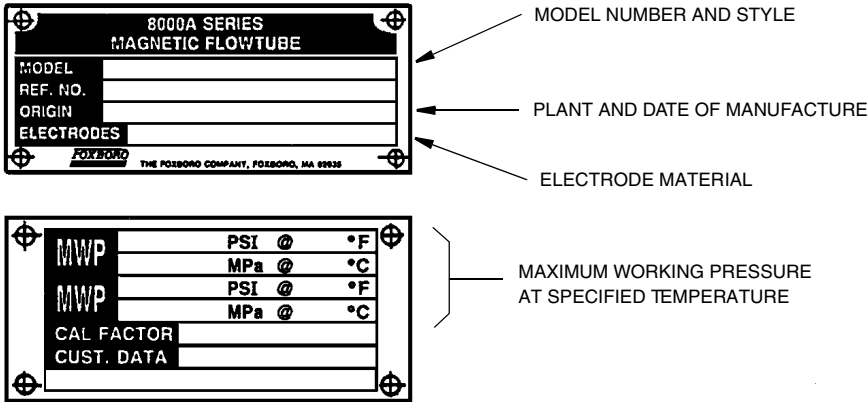 8000A SERIES
MAGNETIC FLOWTUBE
MODEL
REF. NO.
ORIGIN
ELECTRODES
FOXBORO
THE FOXBORO COMPANY, FOXBORO, MA 02035
MODEL NUMBER AND STYLE
PLANT AND DATE OF MANUFACTURE
ELECTRODE MATERIAL
MWP PSI @ °F
MPa @ °C
MWP PSI @ °F
MPa @ °C
CAL FACTOR
CUST. DATA
MAXIMUM WORKING PRESSURE
AT SPECIFIED TEMPERATURE